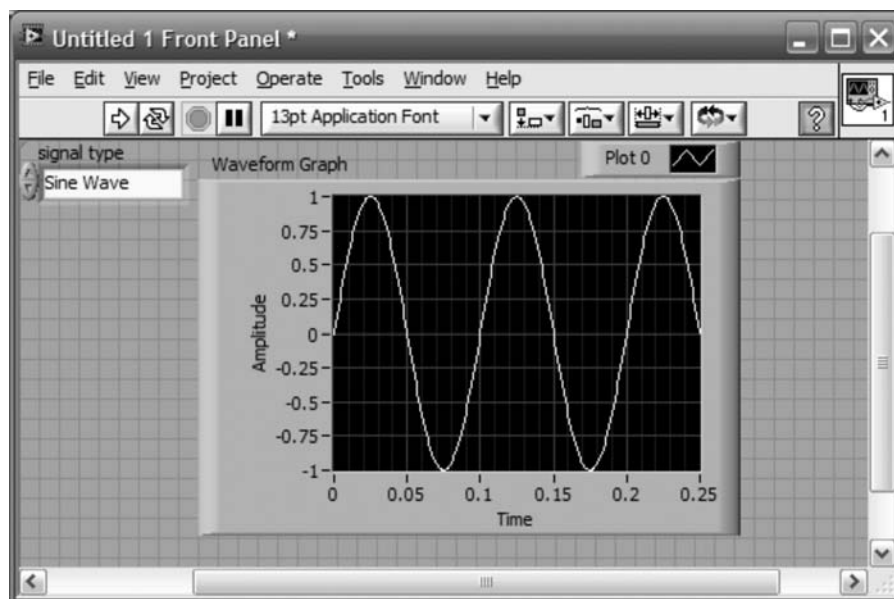 Untitled 1 Front Panel *
File Edit View Project Operate Tools Window Help
13pt Application Font
?
1
signal type
Sine Wave
Waveform Graph
Plot 0
1
0.75
0.5
0.25
0
-0.25
-0.5
-0.75
-1
Amplitude
0 0.05 0.1 0.15 0.2 0.25
Time